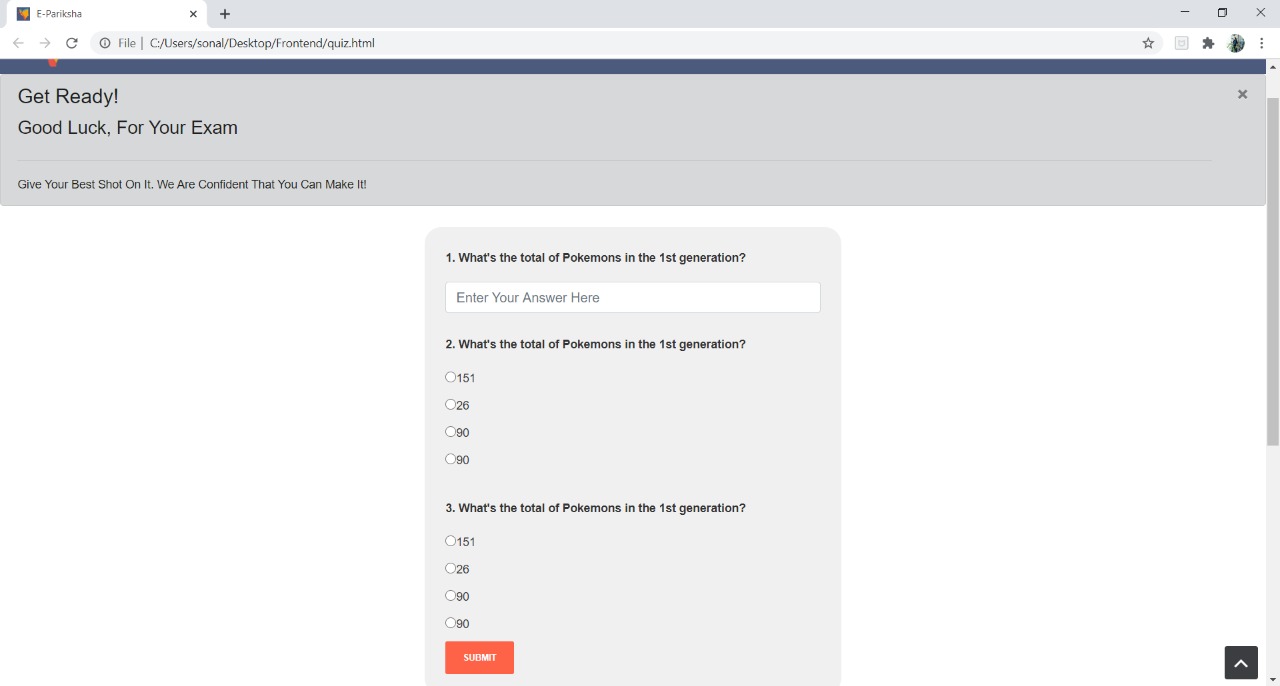 E-Pariksha
File | C:/Users/sonal/Desktop/Frontend/quiz.html
Get Ready!
Good Luck, For Your Exam
Give Your Best Shot On It. We Are Confident That You Can Make It!
1. What's the total of Pokemons in the 1st generation?
Enter Your Answer Here
2. What's the total of Pokemons in the 1st generation?
151
26
90
90
3. What's the total of Pokemons in the 1st generation?
151
26
90
90
SUBMIT